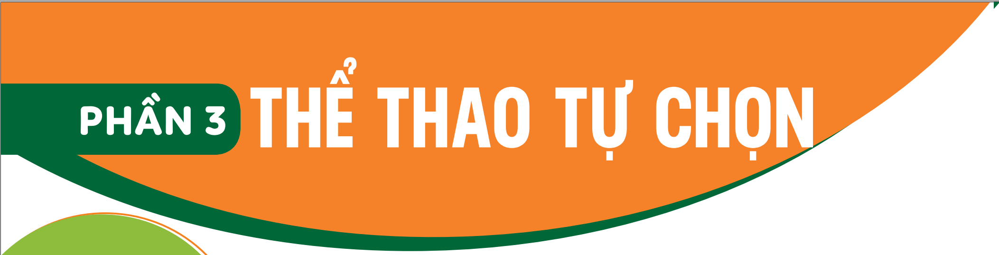 PHẦN 3 THỂ THAO TỰ CHỌN